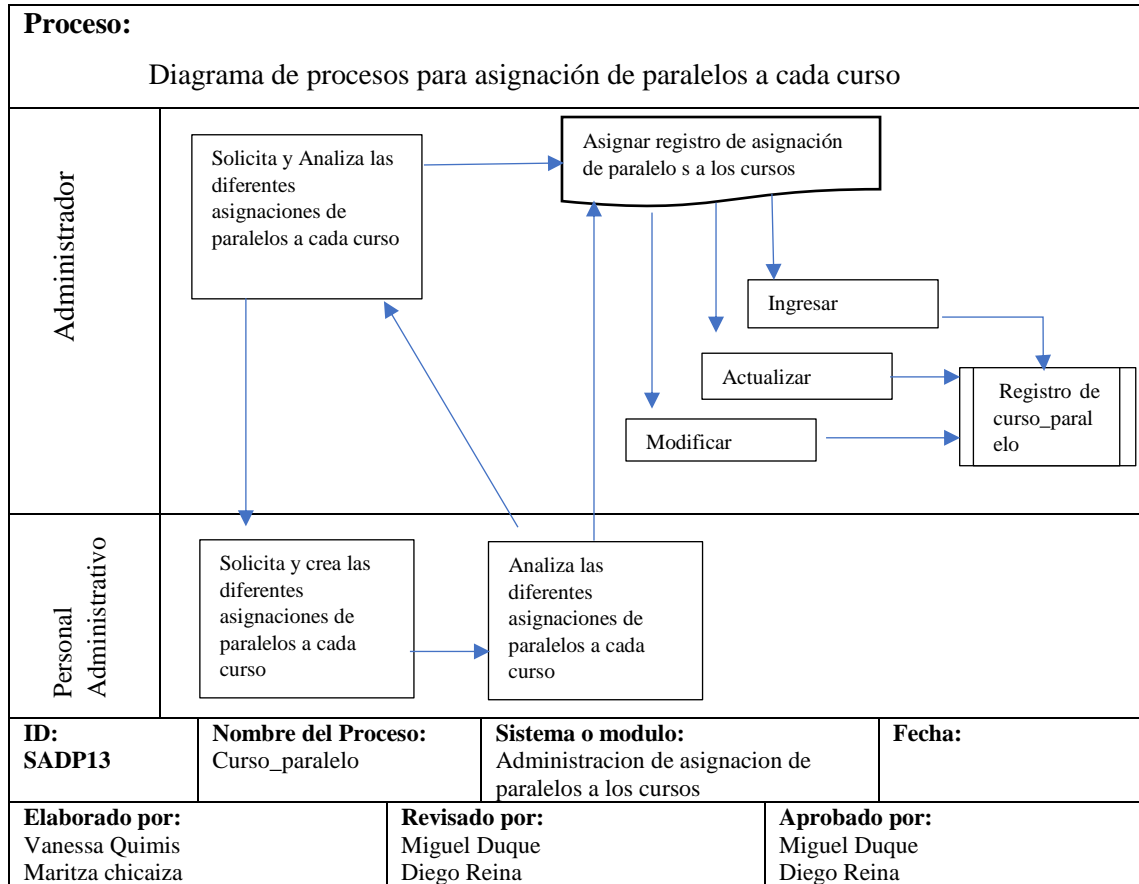 Proceso:
Diagrama de procesos para asignación de paralelos a cada curso
Administrador
Solicita y Analiza las
diferentes
asignaciones de
paralelos a cada curso
Asignar registro de asignación
de paralelo s a los cursos
Ingresar
Actualizar
Modificar
Registro de
curso_paral
elo
Personal
Administrativo
Solicita y crea las
diferentes
asignaciones de
paralelos a cada
curso
Analiza las
diferentes
asignaciones de
paralelos a cada
curso
ID:
SADP13
Nombre del Proceso:
Curso_paralelo
Sistema o modulo:
Administracion de asignacion de
paralelos a los cursos
Fecha:
Elaborado por:
Vanessa Quimis
Maritza chicaiza
Revisado por:
Miguel Duque
Diego Reina
Aprobado por:
Miguel Duque
Diego Reina